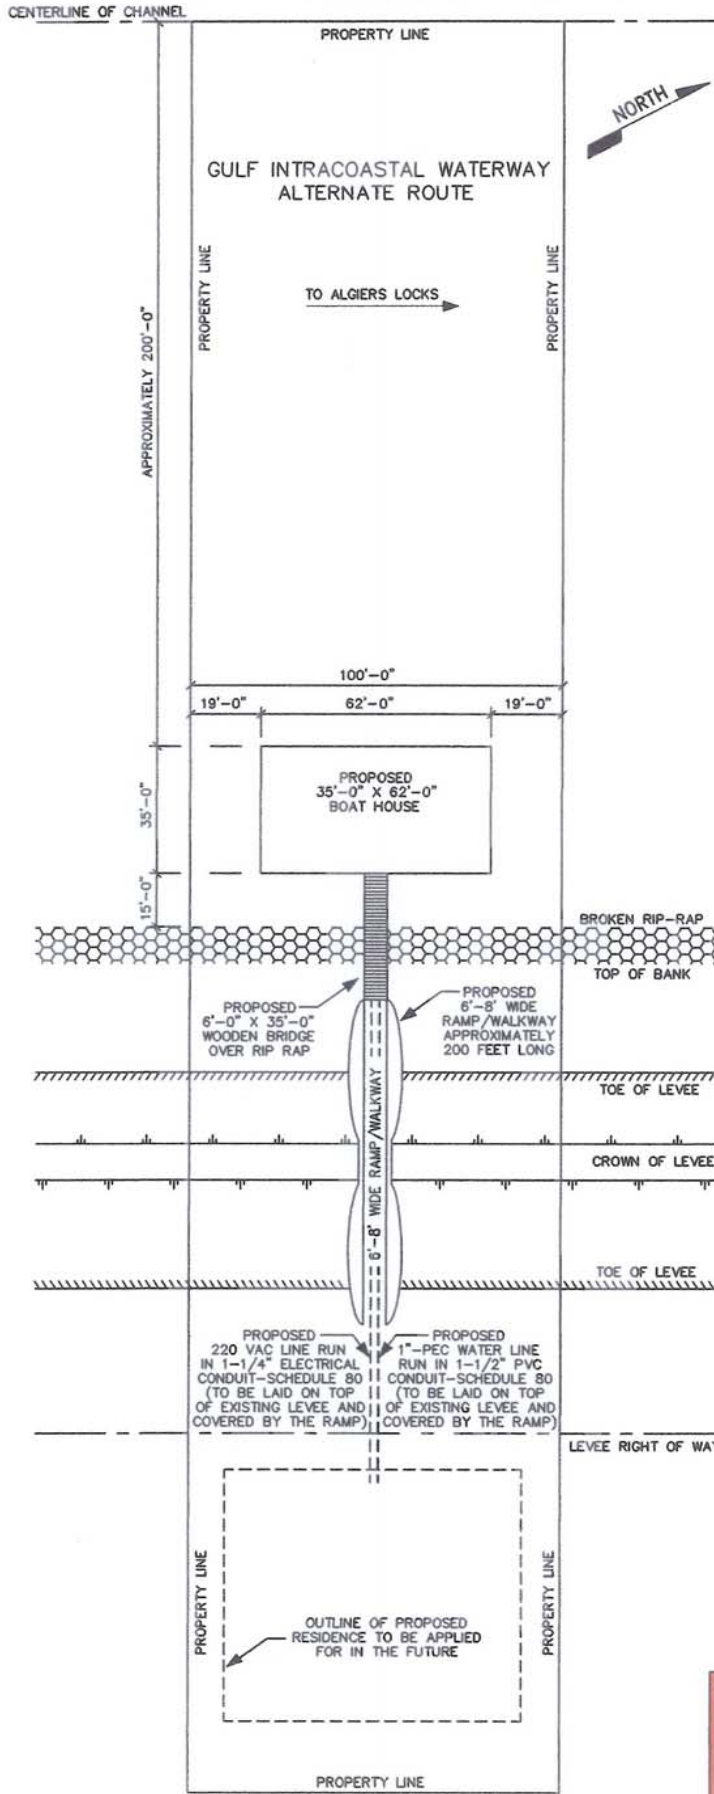 CENTERLINE OF CHANNEL
PROPERTY LINE
NORTH
GULF INTRACOASTAL WATERWAY
ALTERNATE ROUTE
PROPERTY LINE
PROPERTY LINE
TO ALGIERS LOCKS
APPROXIMATELY 200'-0"
100'-0"
19'-0"
62'-0"
19'-0"
PROPOSED
35'-0" X 62'-0"
BOAT HOUSE
35'-0"
15'-0"
BROKEN RIP-RAP
TOP OF BANK
PROPOSED
6'-0" X 35'-0"
WOODEN BRIDGE
OVER RIP RAP
PROPOSED
6'-8' WIDE
RAMP/WALKWAY
APPROXIMATELY
200 FEET LONG
TOE OF LEVEE
6'-8' WIDE RAMP/WALKWAY
CROWN OF LEVEE
TOE OF LEVEE
PROPOSED
220 VAC LINE RUN
IN 1-1/4" ELECTRICAL
CONDUIT-SCHEDULE 80
(TO BE LAID ON TOP
OF EXISTING LEVEE AND
COVERED BY THE RAMP)
PROPOSED
1"-PEC WATER LINE
RUN IN 1-1/2" PVC
CONDUIT-SCHEDULE 80
(TO BE LAID ON TOP
OF EXISTING LEVEE AND
COVERED BY THE RAMP)
LEVEE RIGHT OF WAY
PROPERTY LINE
PROPERTY LINE
OUTLINE OF PROPOSED
RESIDENCE TO BE APPLIED
FOR IN THE FUTURE
PROPERTY LINE